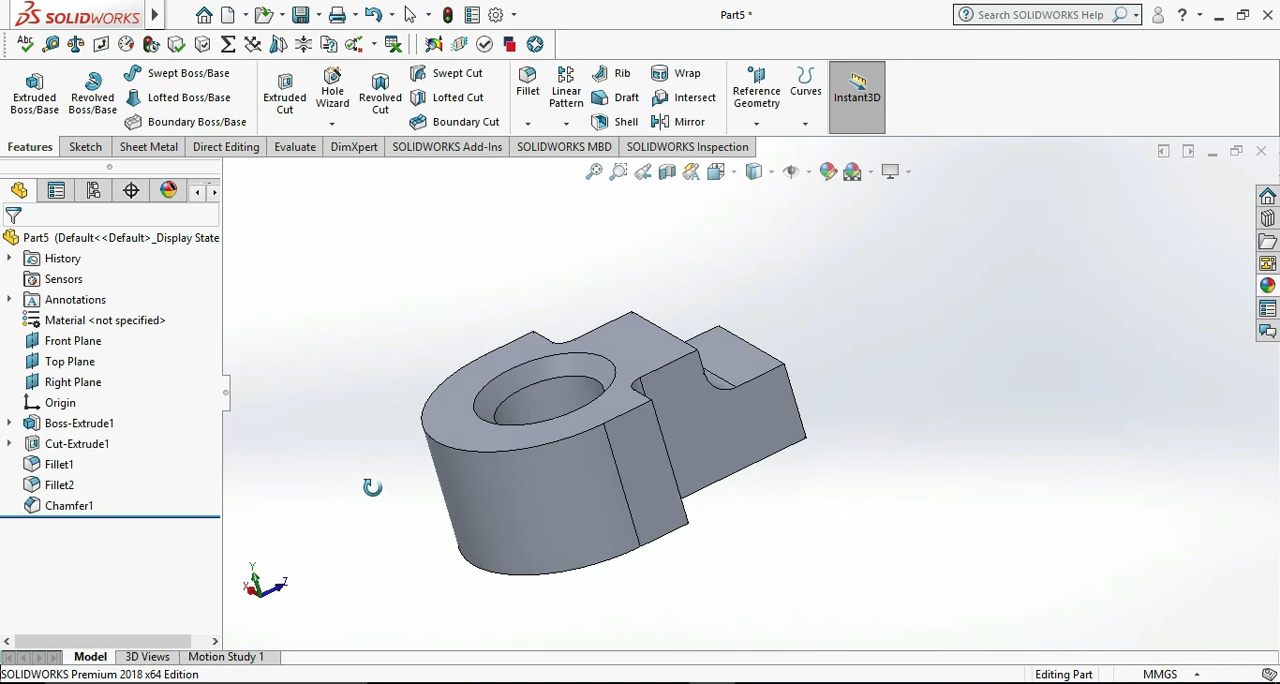 SOLIDWORKS
Part5 *
Search SOLIDWORKS Help
?
Abc
Extruded Boss/Base
Revolved Boss/Base
Swept Boss/Base
Lofted Boss/Base
Boundary Boss/Base
Extruded Cut
Hole Wizard
Revolved Cut
Swept Cut
Lofted Cut
Boundary Cut
Fillet
Linear Pattern
Rib
Draft
Shell
Wrap
Intersect
Mirror
Reference Geometry
Curves
Instant3D
Features
Sketch
Sheet Metal
Direct Editing
Evaluate
DimXpert
SOLIDWORKS Add-Ins
SOLIDWORKS MBD
SOLIDWORKS Inspection
Part5 (Default<<Default>_Display State
History
Sensors
Annotations
Material <not specified>
Front Plane
Top Plane
Right Plane
Origin
Boss-Extrude1
Cut-Extrude1
Fillet1
Fillet2
Chamfer1
Y
X
Z
Model
3D Views
Motion Study 1
SOLIDWORKS Premium 2018 x64 Edition
Editing Part
MMGS